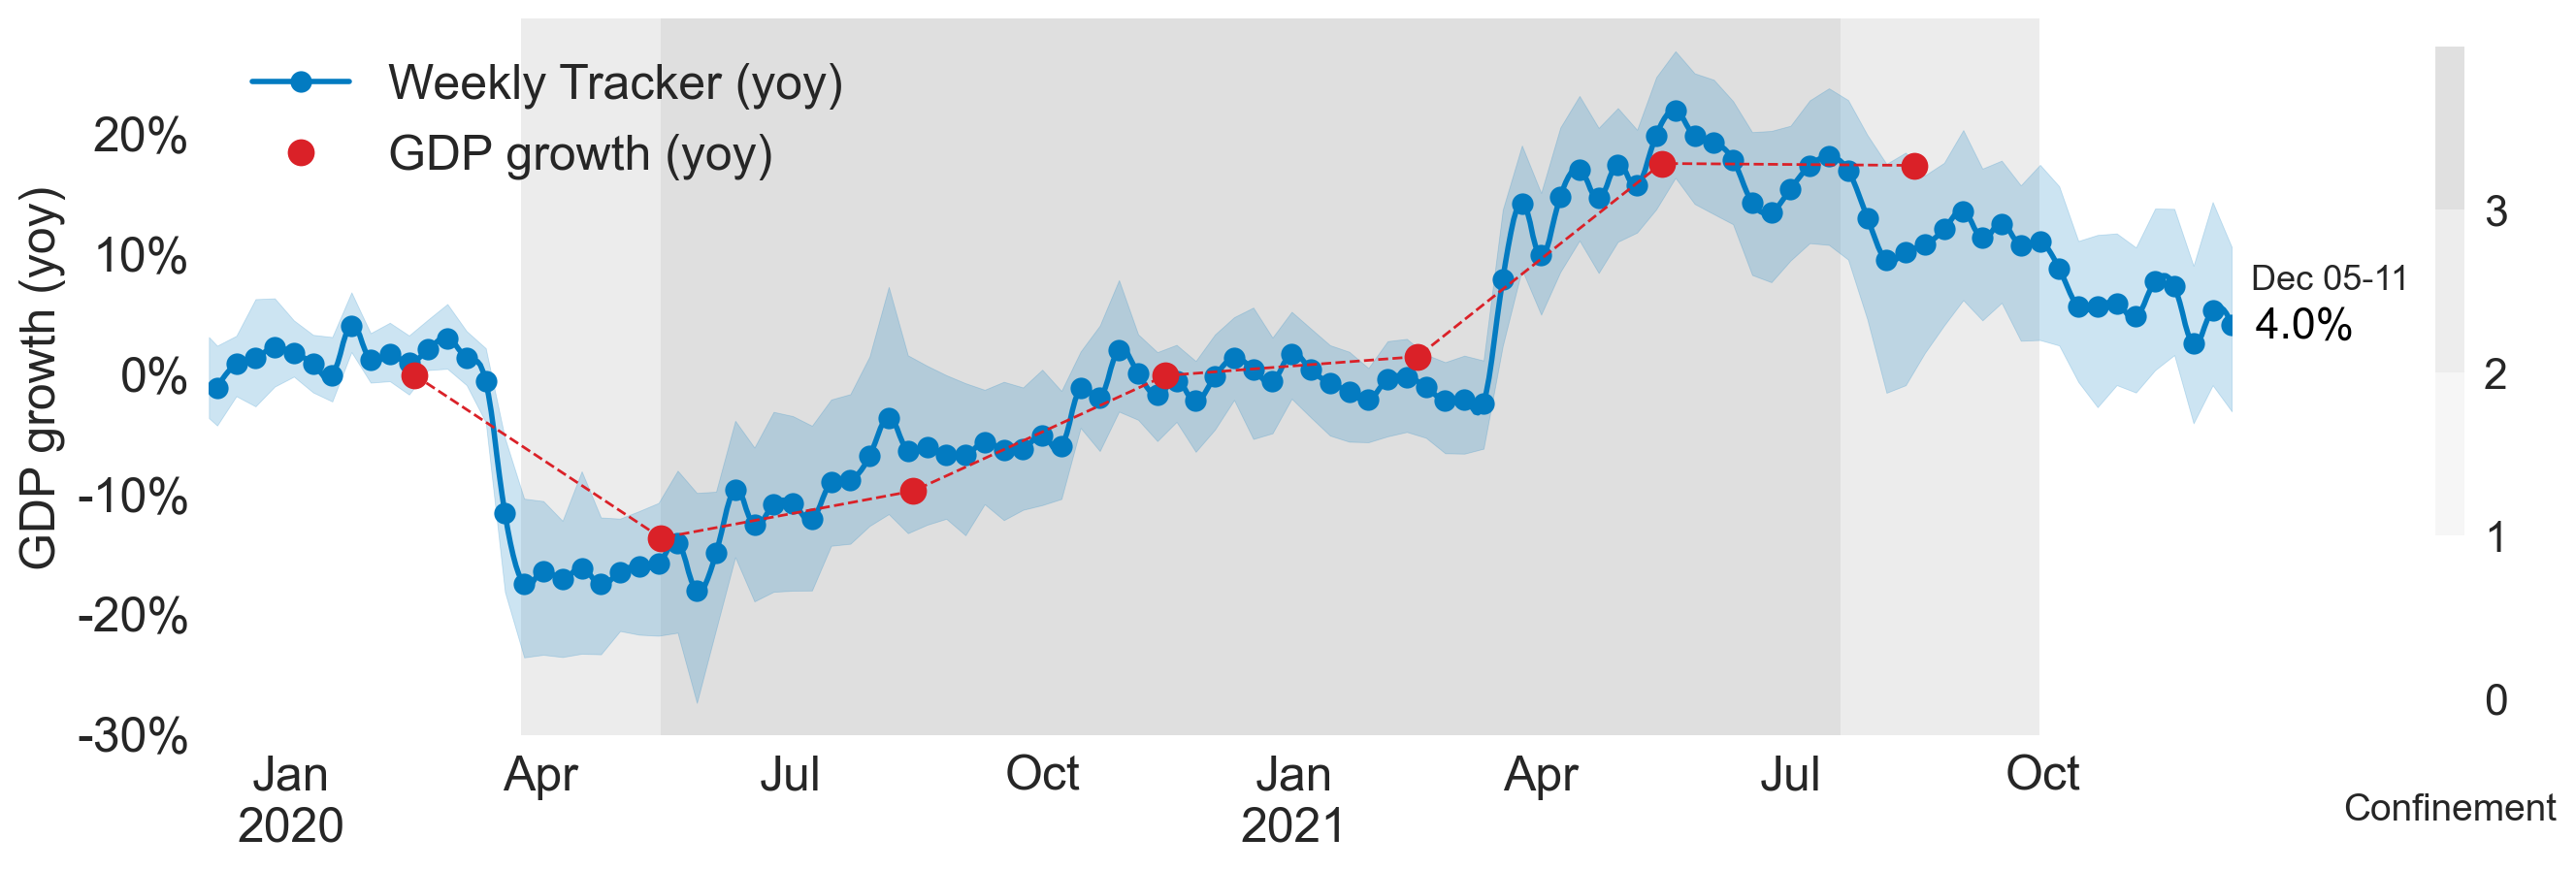 Weekly Tracker (yoy)
GDP growth (yoy)
GDP growth (yoy)
20%
10%
0%
-10%
-20%
-30%
Jan
2020
Apr
Jul
Oct
Jan
2021
Apr
Jul
Oct
Dec 05-11
4.0%
3
2
1
0
Confinement